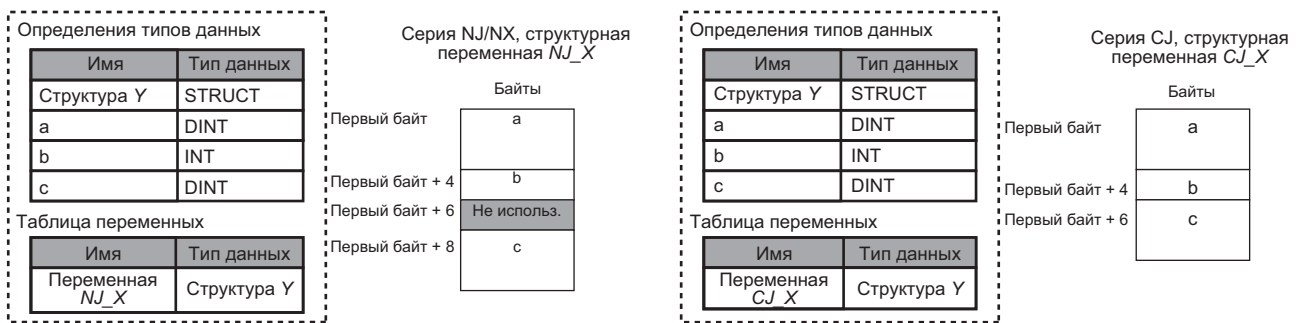 Определения типов данных
Имя Тип данных
Структура Y STRUCT
a DINT
b INT
c DINT
Таблица переменных
Имя Тип данных
Переменная
NJ_X
Структура Y
Серия NJ/NX, структурная
переменная NJ_X
Байты
Первый байт a
Первый байт + 4 b
Первый байт + 6 Не использ.
Первый байт + 8 c
Определения типов данных
Имя Тип данных
Структура Y STRUCT
a DINT
b INT
c DINT
Таблица переменных
Имя Тип данных
Переменная
CJ_X
Структура Y
Серия CJ, структурная
переменная CJ_X
Байты
Первый байт a
Первый байт + 4 b
Первый байт + 6 c